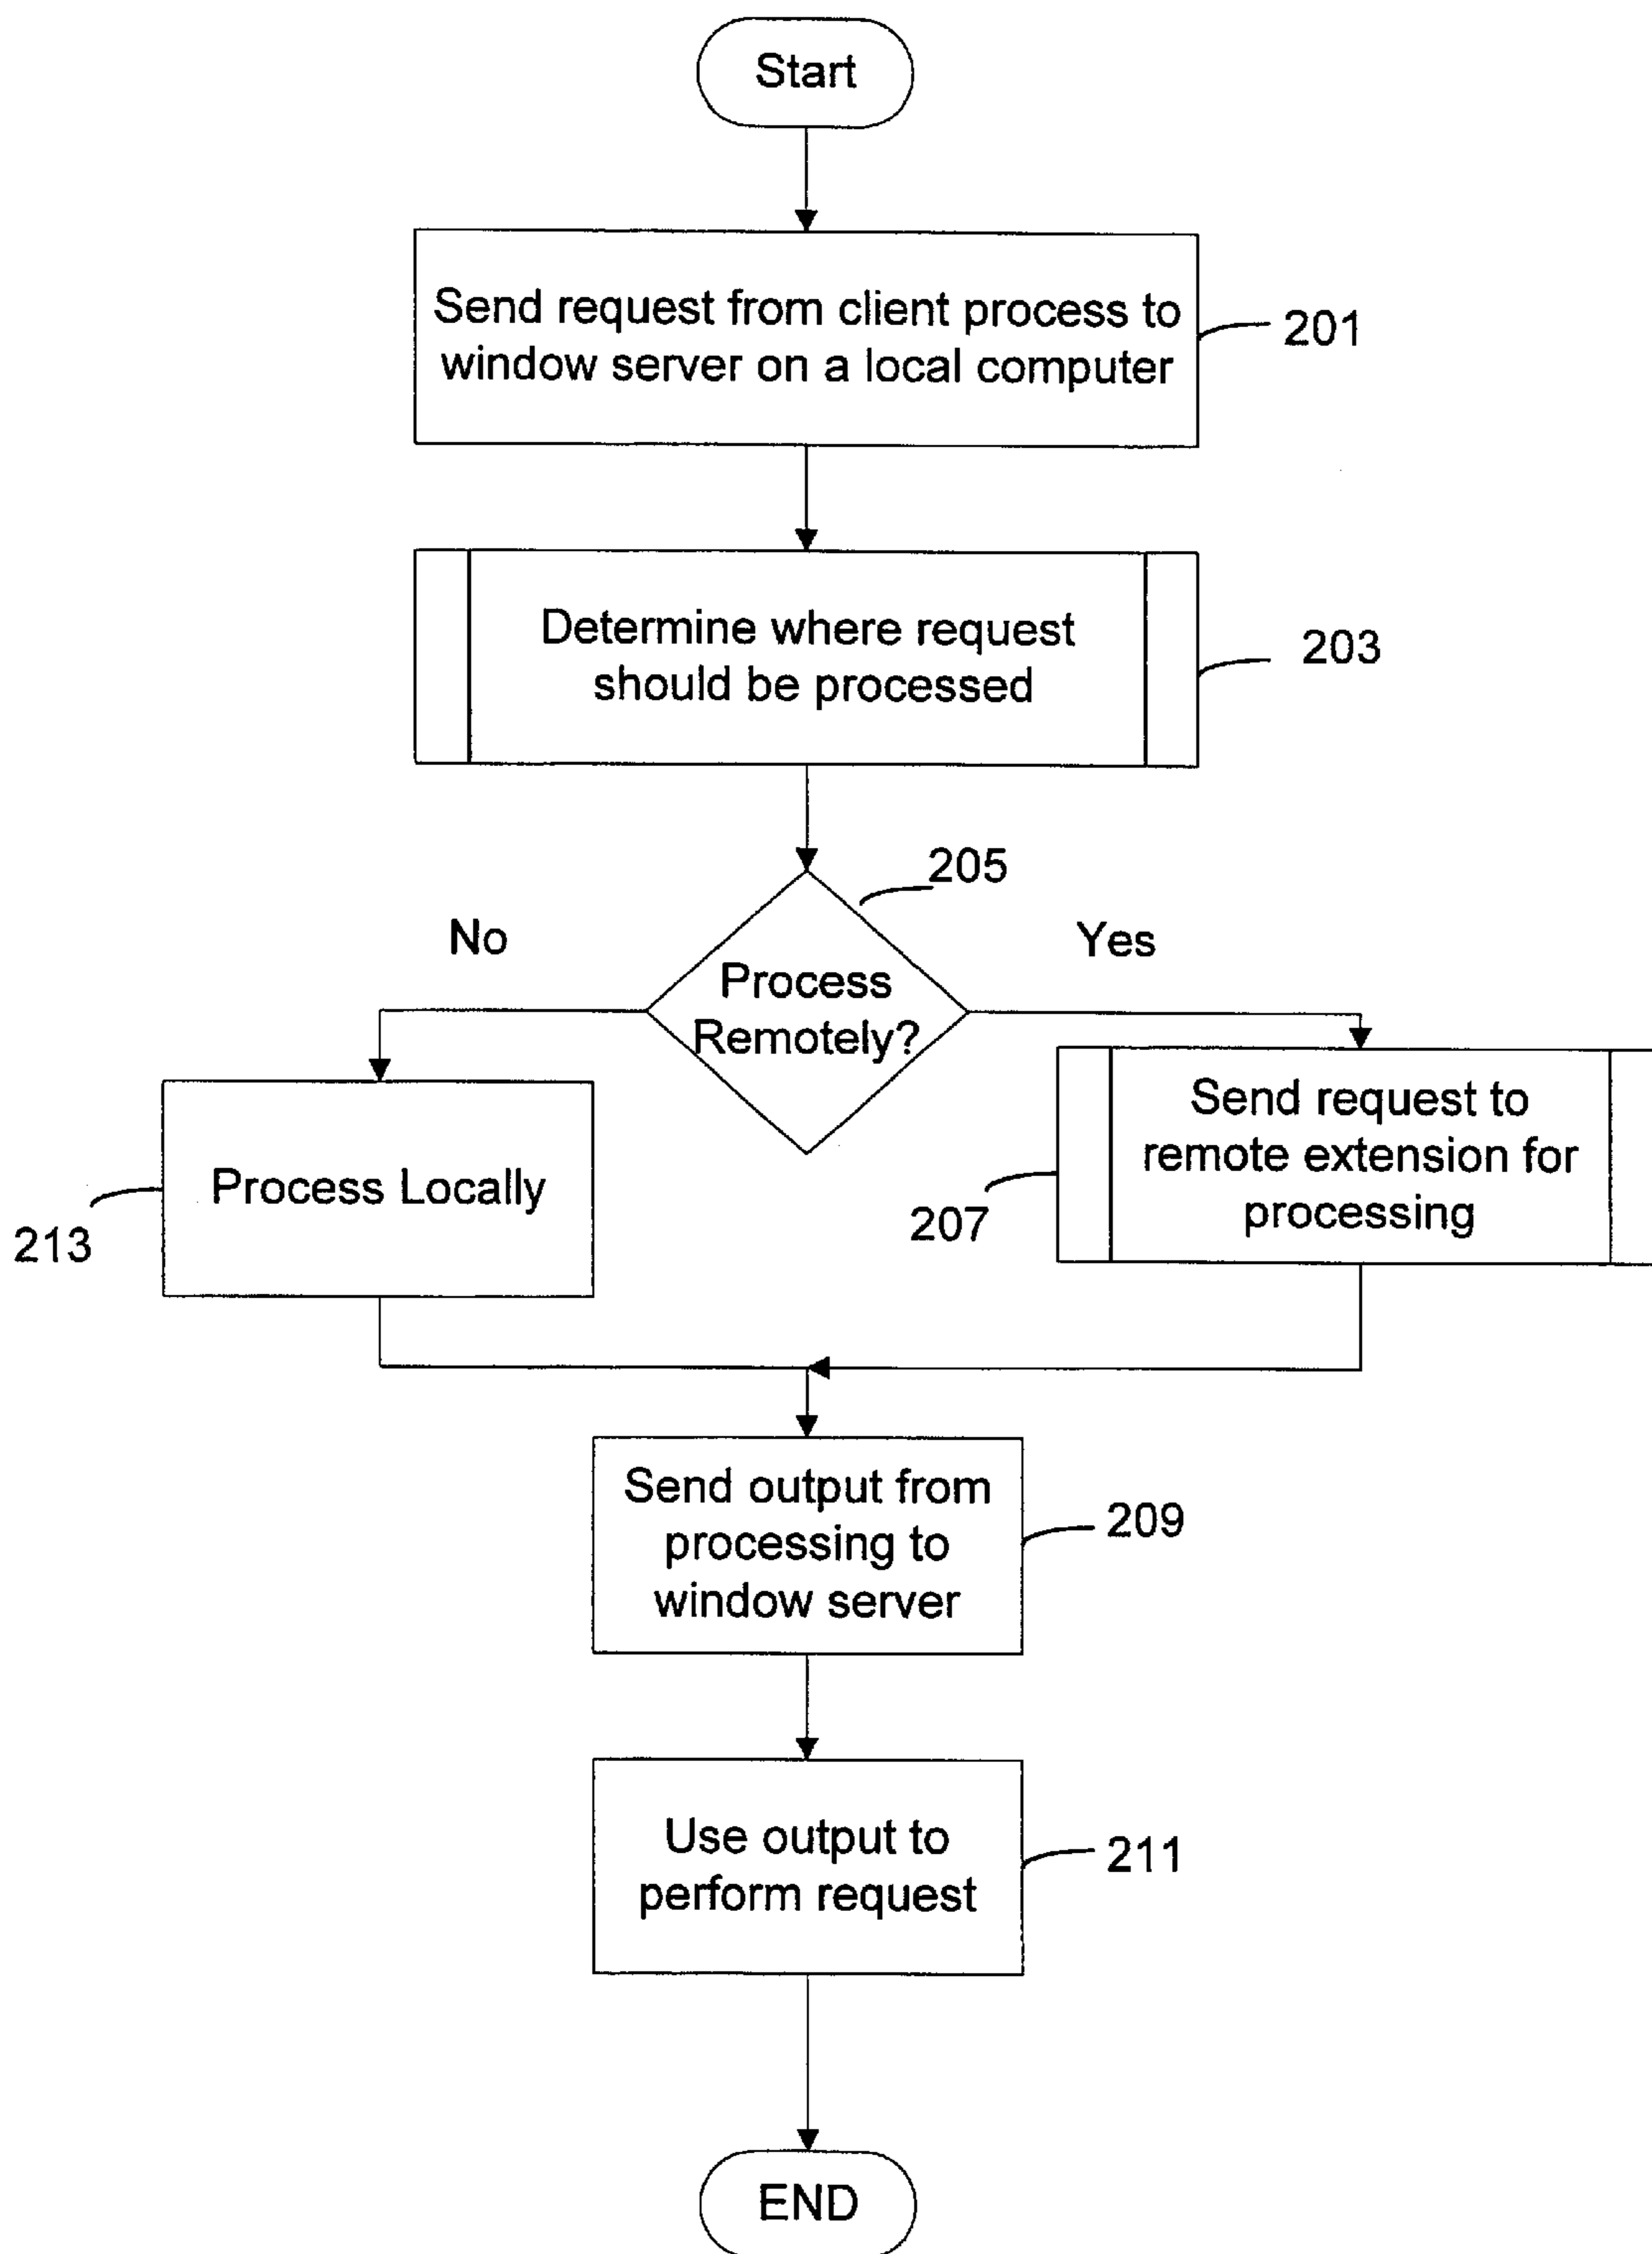 Start
Send request from client process to
window server on a local computer
201
Determine where request
should be processed
203
205
No
Yes
Process
Remotely?
Process Locally
213
Send request to
remote extension for
processing
207
Send output from
processing to
window server
209
Use output to
perform request
211
END